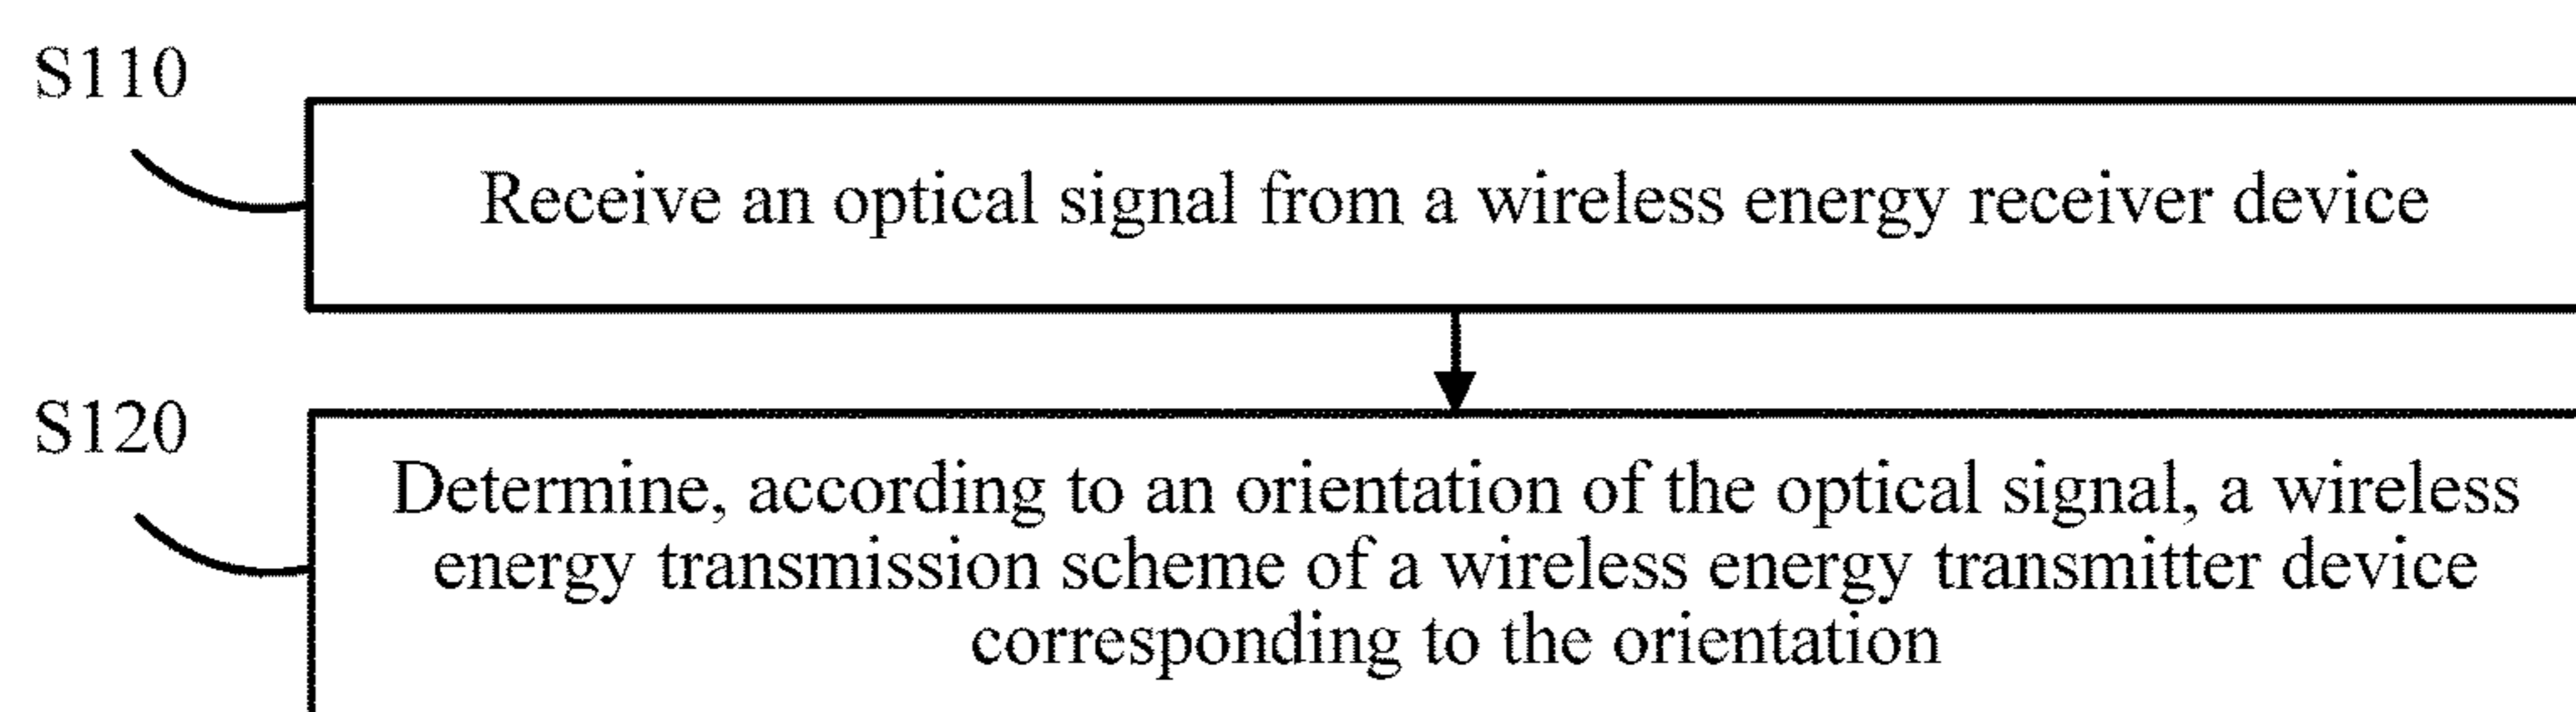 S110
Receive an optical signal from a wireless energy receiver device
S120
Determine, according to an orientation of the optical signal, a wireless
energy transmission scheme of a wireless energy transmitter device
corresponding to the orientation